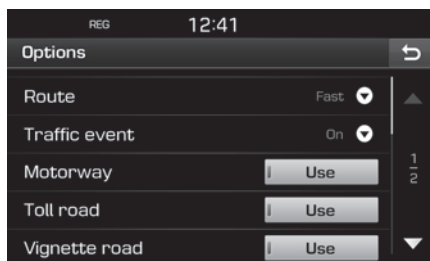 REG 12:41
Options
Route Fast
Traffic event On
Motorway Use
Toll road Use
Vignette road Use
1
2